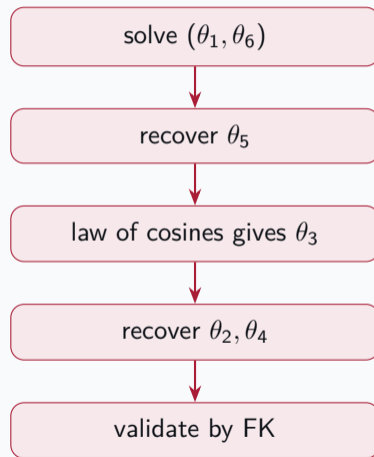 solve (θ₁, θ₆)
recover θ₅
law of cosines gives θ₃
recover θ₂, θ₄
validate by FK